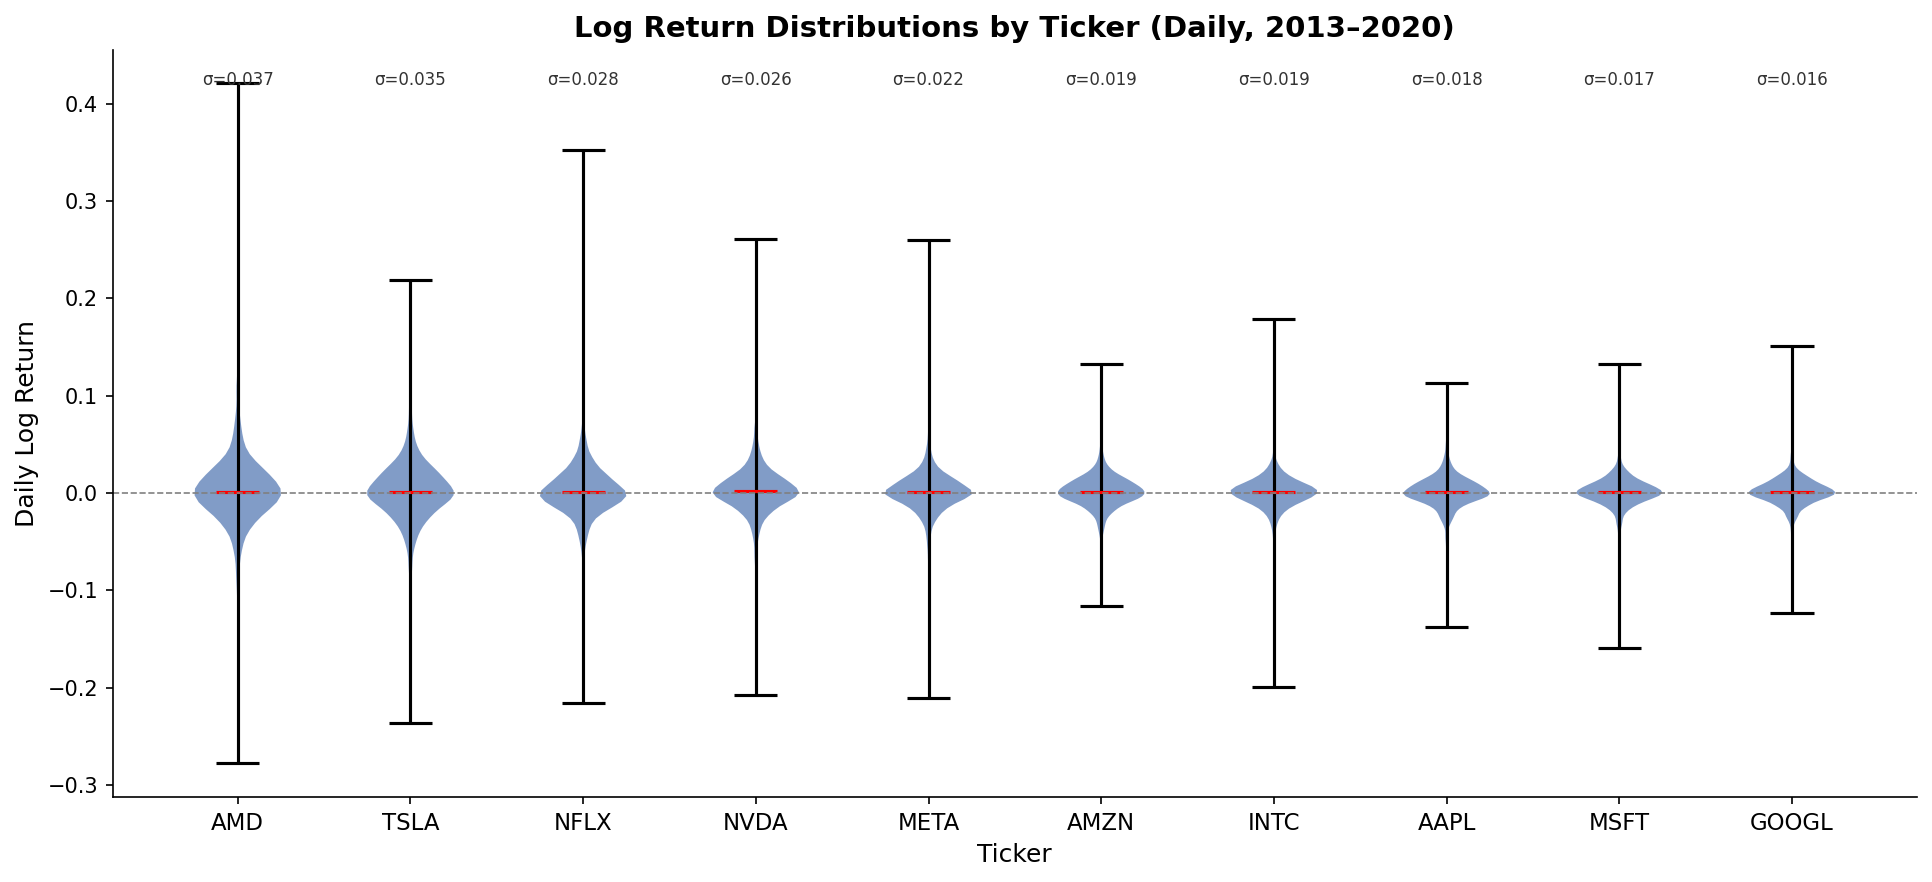 Log Return Distributions by Ticker (Daily, 2013–2020)
σ=0.037 σ=0.035 σ=0.028 σ=0.026 σ=0.022 σ=0.019 σ=0.019 σ=0.018 σ=0.017 σ=0.016
0.4
0.3
0.2
0.1
0.0
−0.1
−0.2
−0.3
Daily Log Return
AMD TSLA NFLX NVDA META AMZN INTC AAPL MSFT GOOGL
Ticker